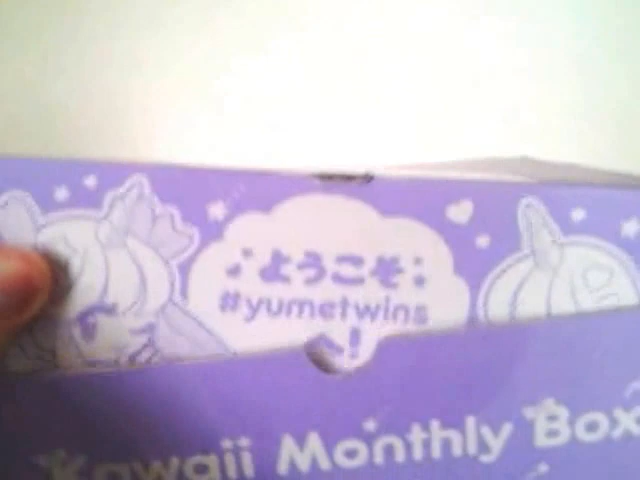 ようこそ
#yumetwins
へ!
Kawaii Monthly Box